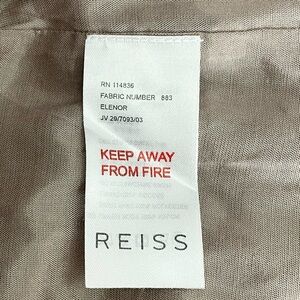 RN 114836
FABRIC NUMBER 883
ELENOR
JV 29/7093/03
KEEP AWAY
FROM FIRE
REISS